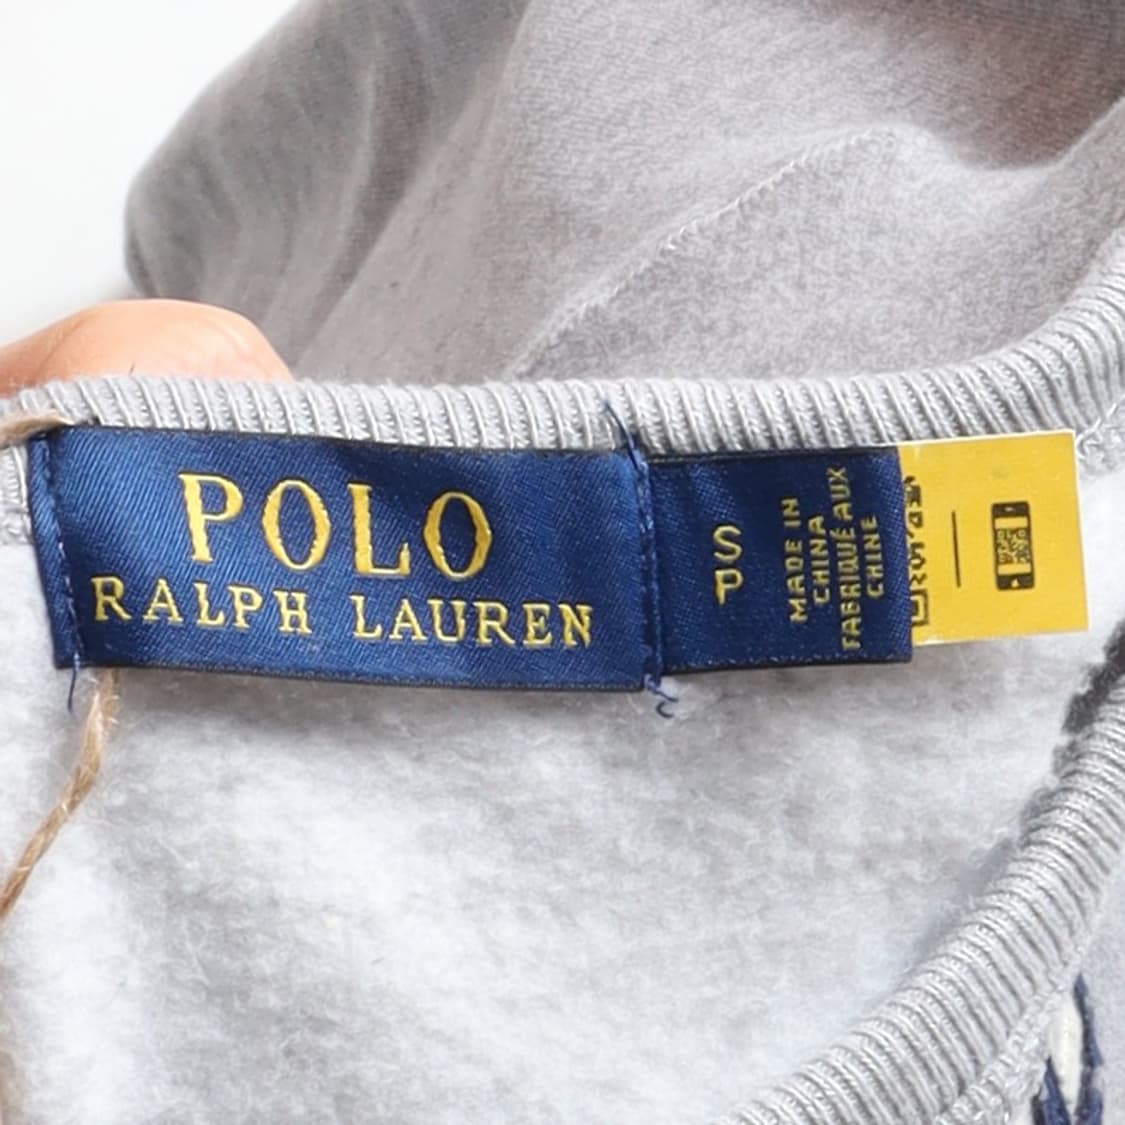 POLO
RALPH LAUREN
S
P
MADE IN
CHINA
FABRIQUÉ AUX
CHINE